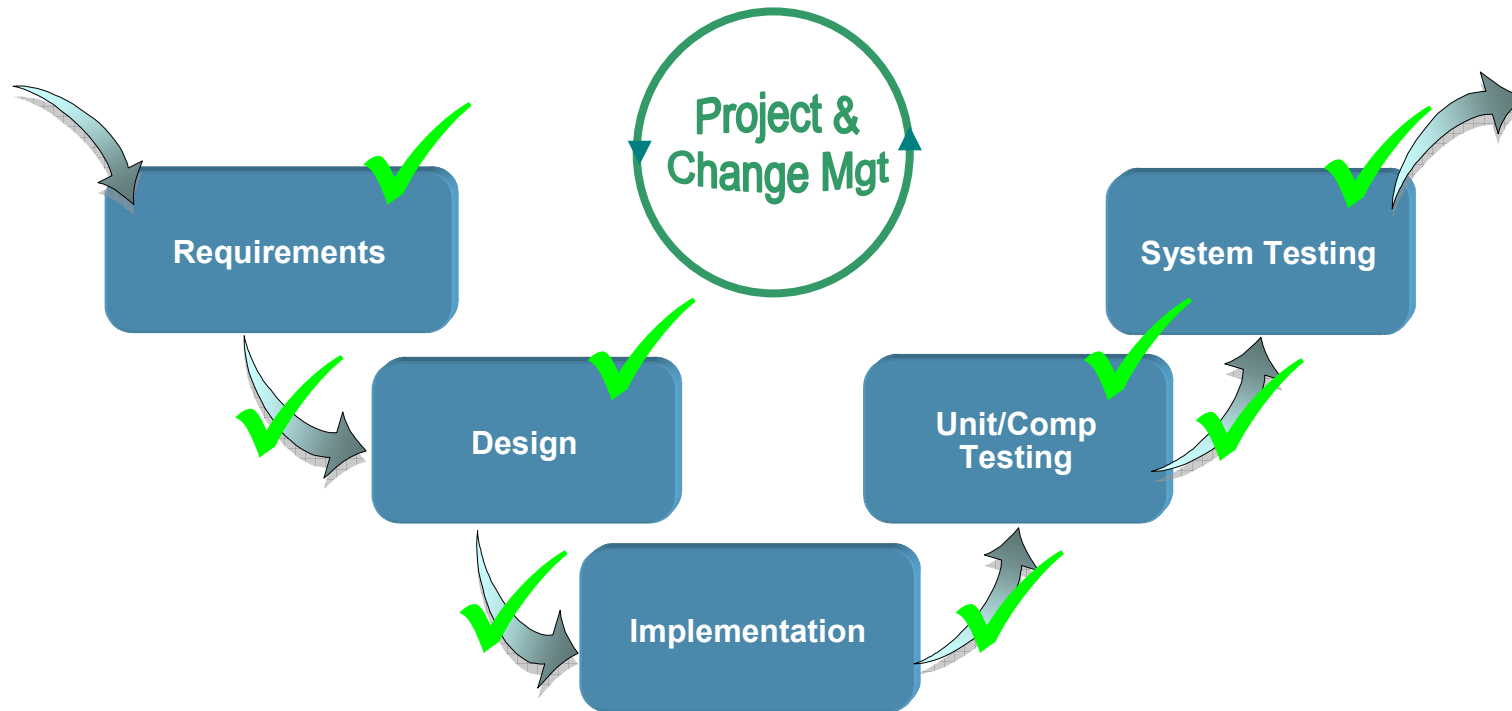 Project &
Change Mgt
Requirements
System Testing
Design
Unit/Comp
Testing
Implementation